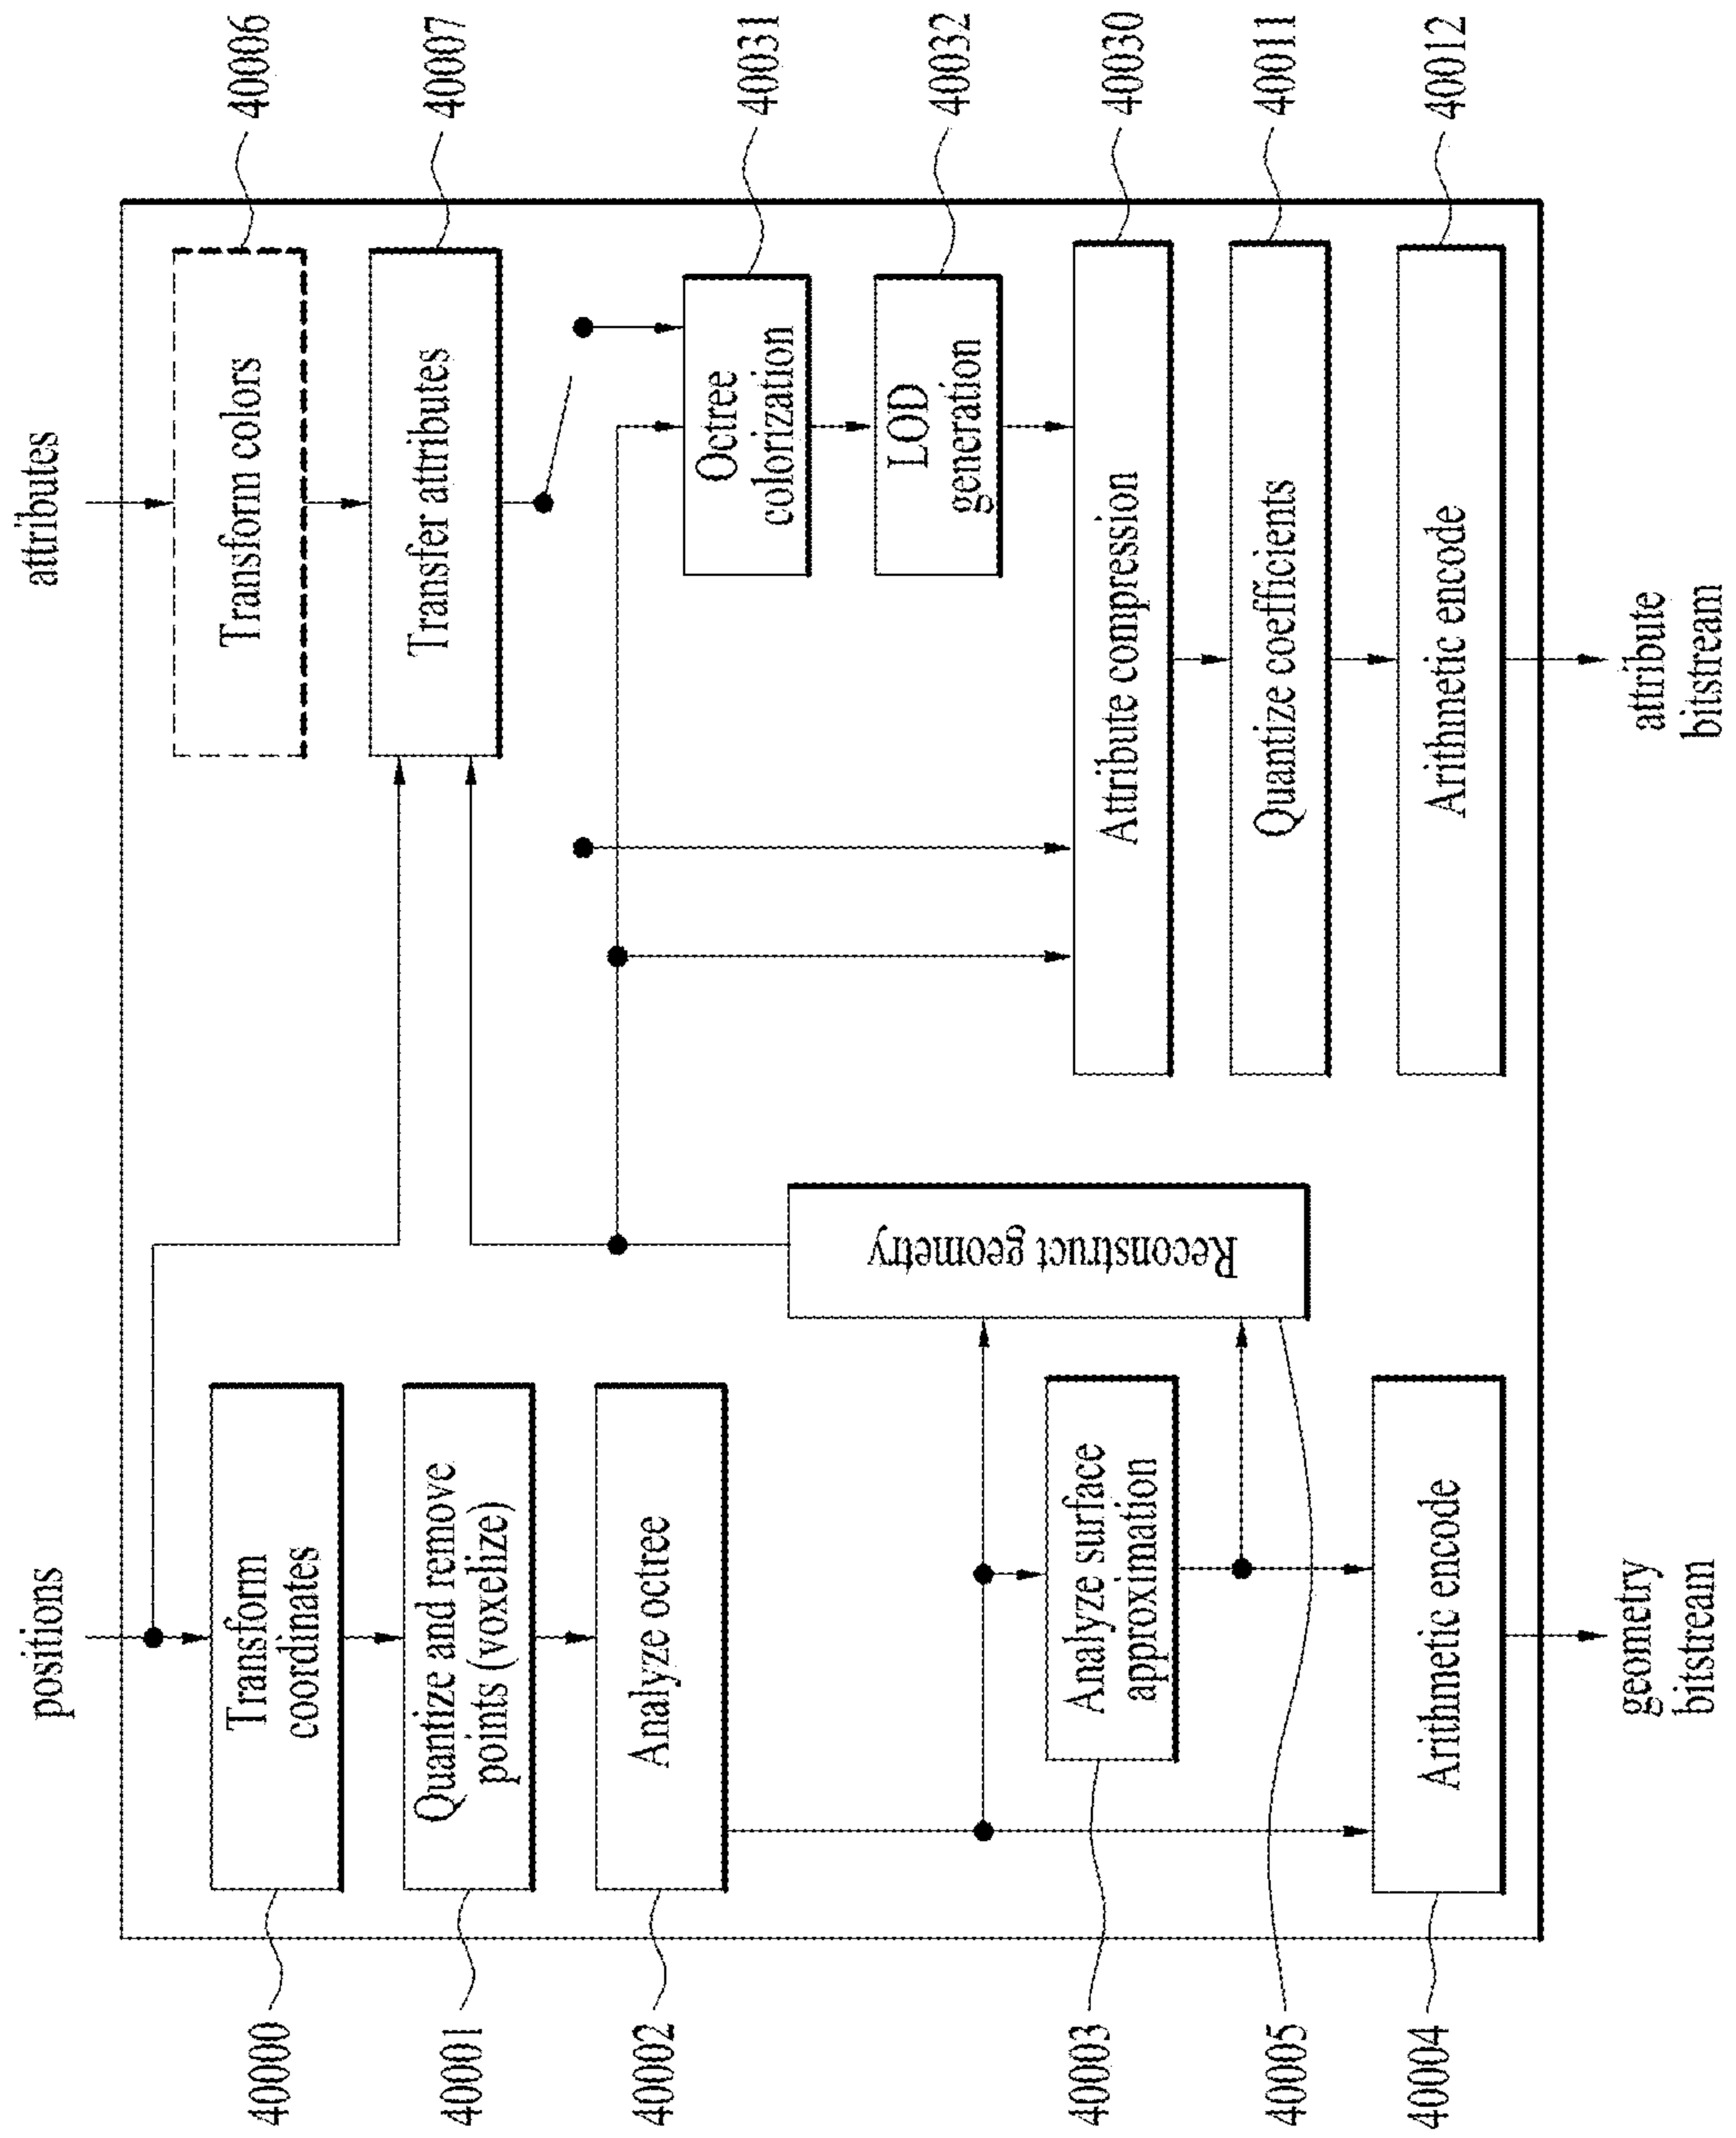 positions
attributes
Transform
coordinates
Quantize and remove
points (voxelize)
Analyze octree
Analyze surface
approximation
Arithmetic encode
Reconstruct geometry
Transform colors
Transfer attributes
Octree
colorization
LOD
generation
Attribute compression
Quantize coefficients
Arithmetic encode
geometry
bitstream
attribute
bitstream
40000
40001
40002
40003
40005
40004
40006
40007
40031
40032
40030
40011
40012